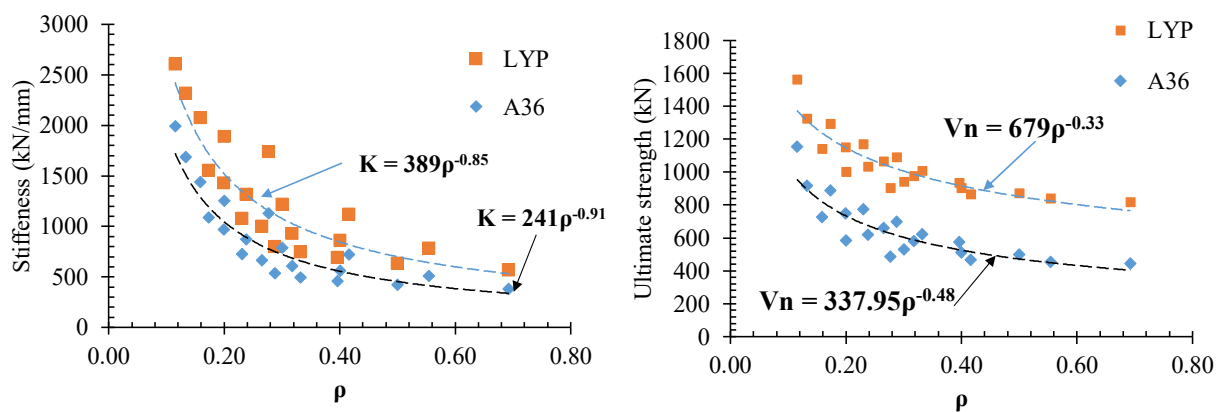 3000
2500
2000
1500
1000
500
0
Stiffeness (kN/mm)
LYP
A36
K = 389ρ^-0.85
K = 241ρ^-0.91
0.00 0.20 0.40 0.60 0.80
ρ
1800
1600
1400
1200
1000
800
600
400
200
0
Ultimate strength (kN)
LYP
A36
Vn = 679ρ^-0.33
Vn = 337.95ρ^-0.48
0.00 0.20 0.40 0.60 0.80
ρ